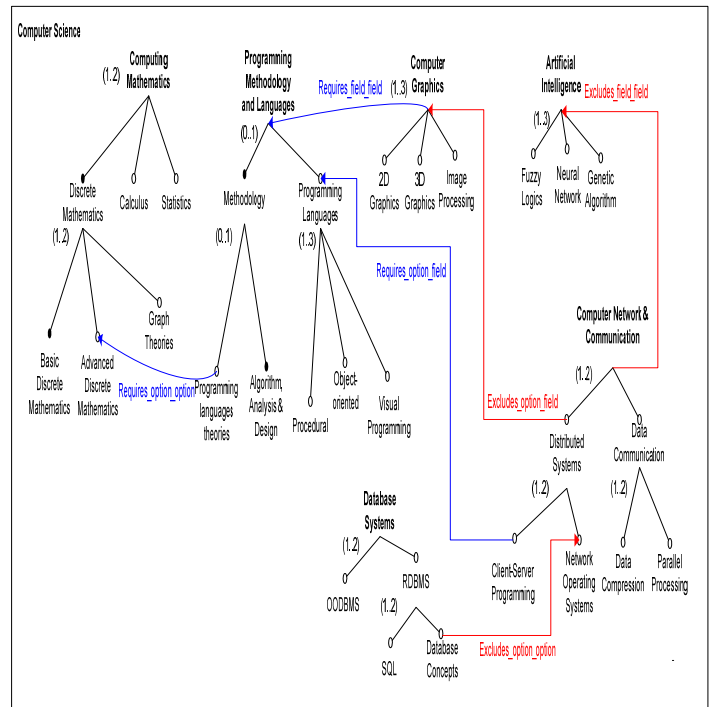 Computer Science
Computing
Mathematics
(1..2)
Programming
Methodology
and Languages
(0..1)
Requires_field_field
Computer
Graphics
(1..3)
Artificial
Intelligence
Excludes_field_field
(1..3)
Discrete
Mathematics
Calculus
Statistics
Methodology
Programming
Languages
2D
Graphics
3D
Graphics
Image
Processing
Fuzzy
Logics
Neural
Network
Genetic
Algorithm
(1..2)
(0..1)
(1..3)
Requires_option_field
Basic
Discrete
Mathematics
Advanced
Discrete
Mathematics
Graph
Theories
Requires_option_option
Programming
languages
theories
Algorithm,
Analysis &
Design
Procedural
Object-
oriented
Visual
Programming
Computer Network &
Communication
(1..2)
Excludes_option_field
Distributed
Systems
Data
Communication
(1..2)
(1..2)
Client-Server
Programming
Network
Operating
Systems
Data
Compression
Parallel
Processing
Database
Systems
(1..2)
OODBMS
RDBMS
(1..2)
SQL
Database
Concepts
Excludes_option_option